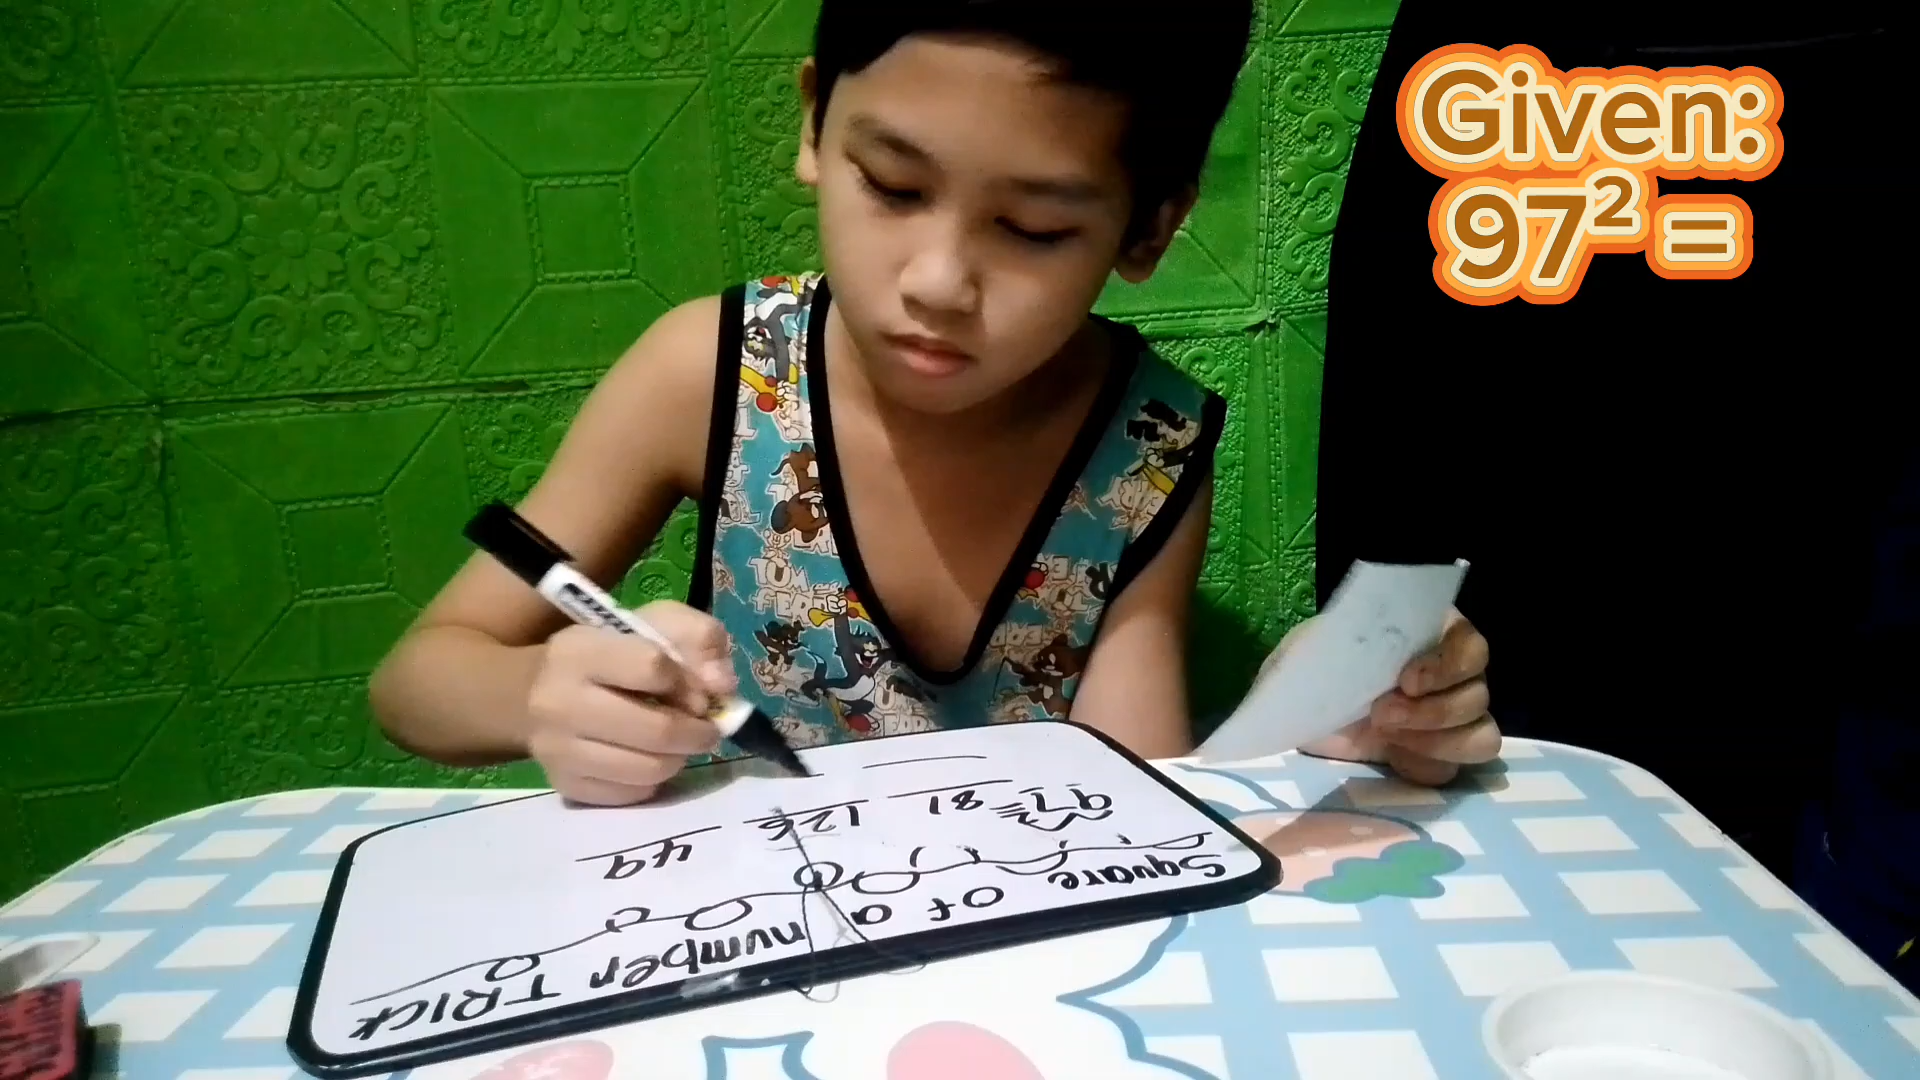 Given:
97² =
Square of a number TRICK
97²= 81 126 49